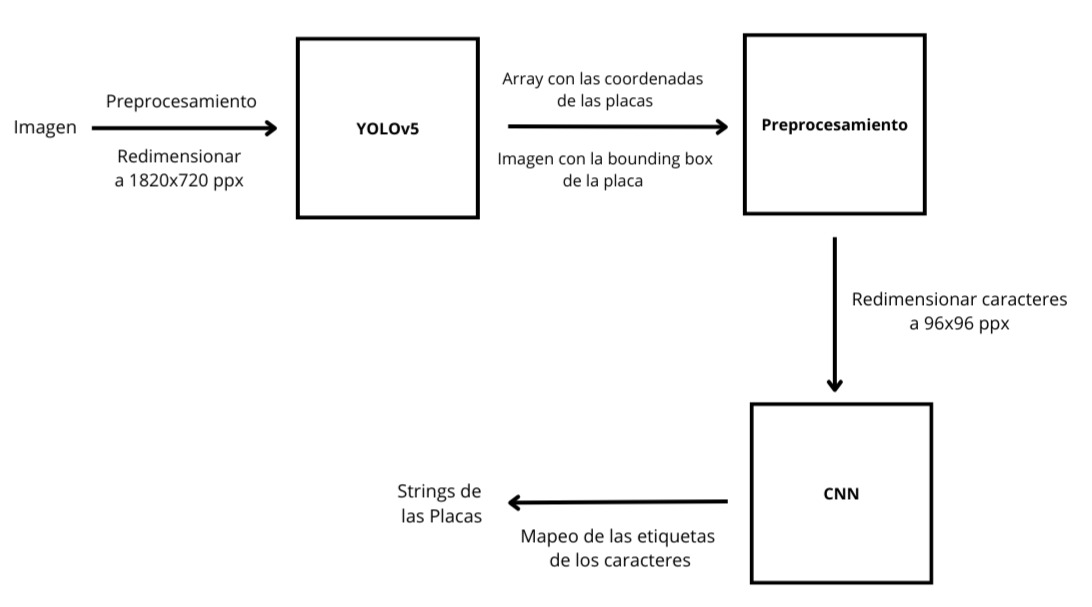 Imagen
Preprocesamiento
Redimensionar
a 1820x720 ppx
YOLOv5
Array con las coordenadas
de las placas
Imagen con la bounding box
de la placa
Preprocesamiento
Redimensionar caracteres
a 96x96 ppx
CNN
Mapeo de las etiquetas
de los caracteres
Strings de
las Placas